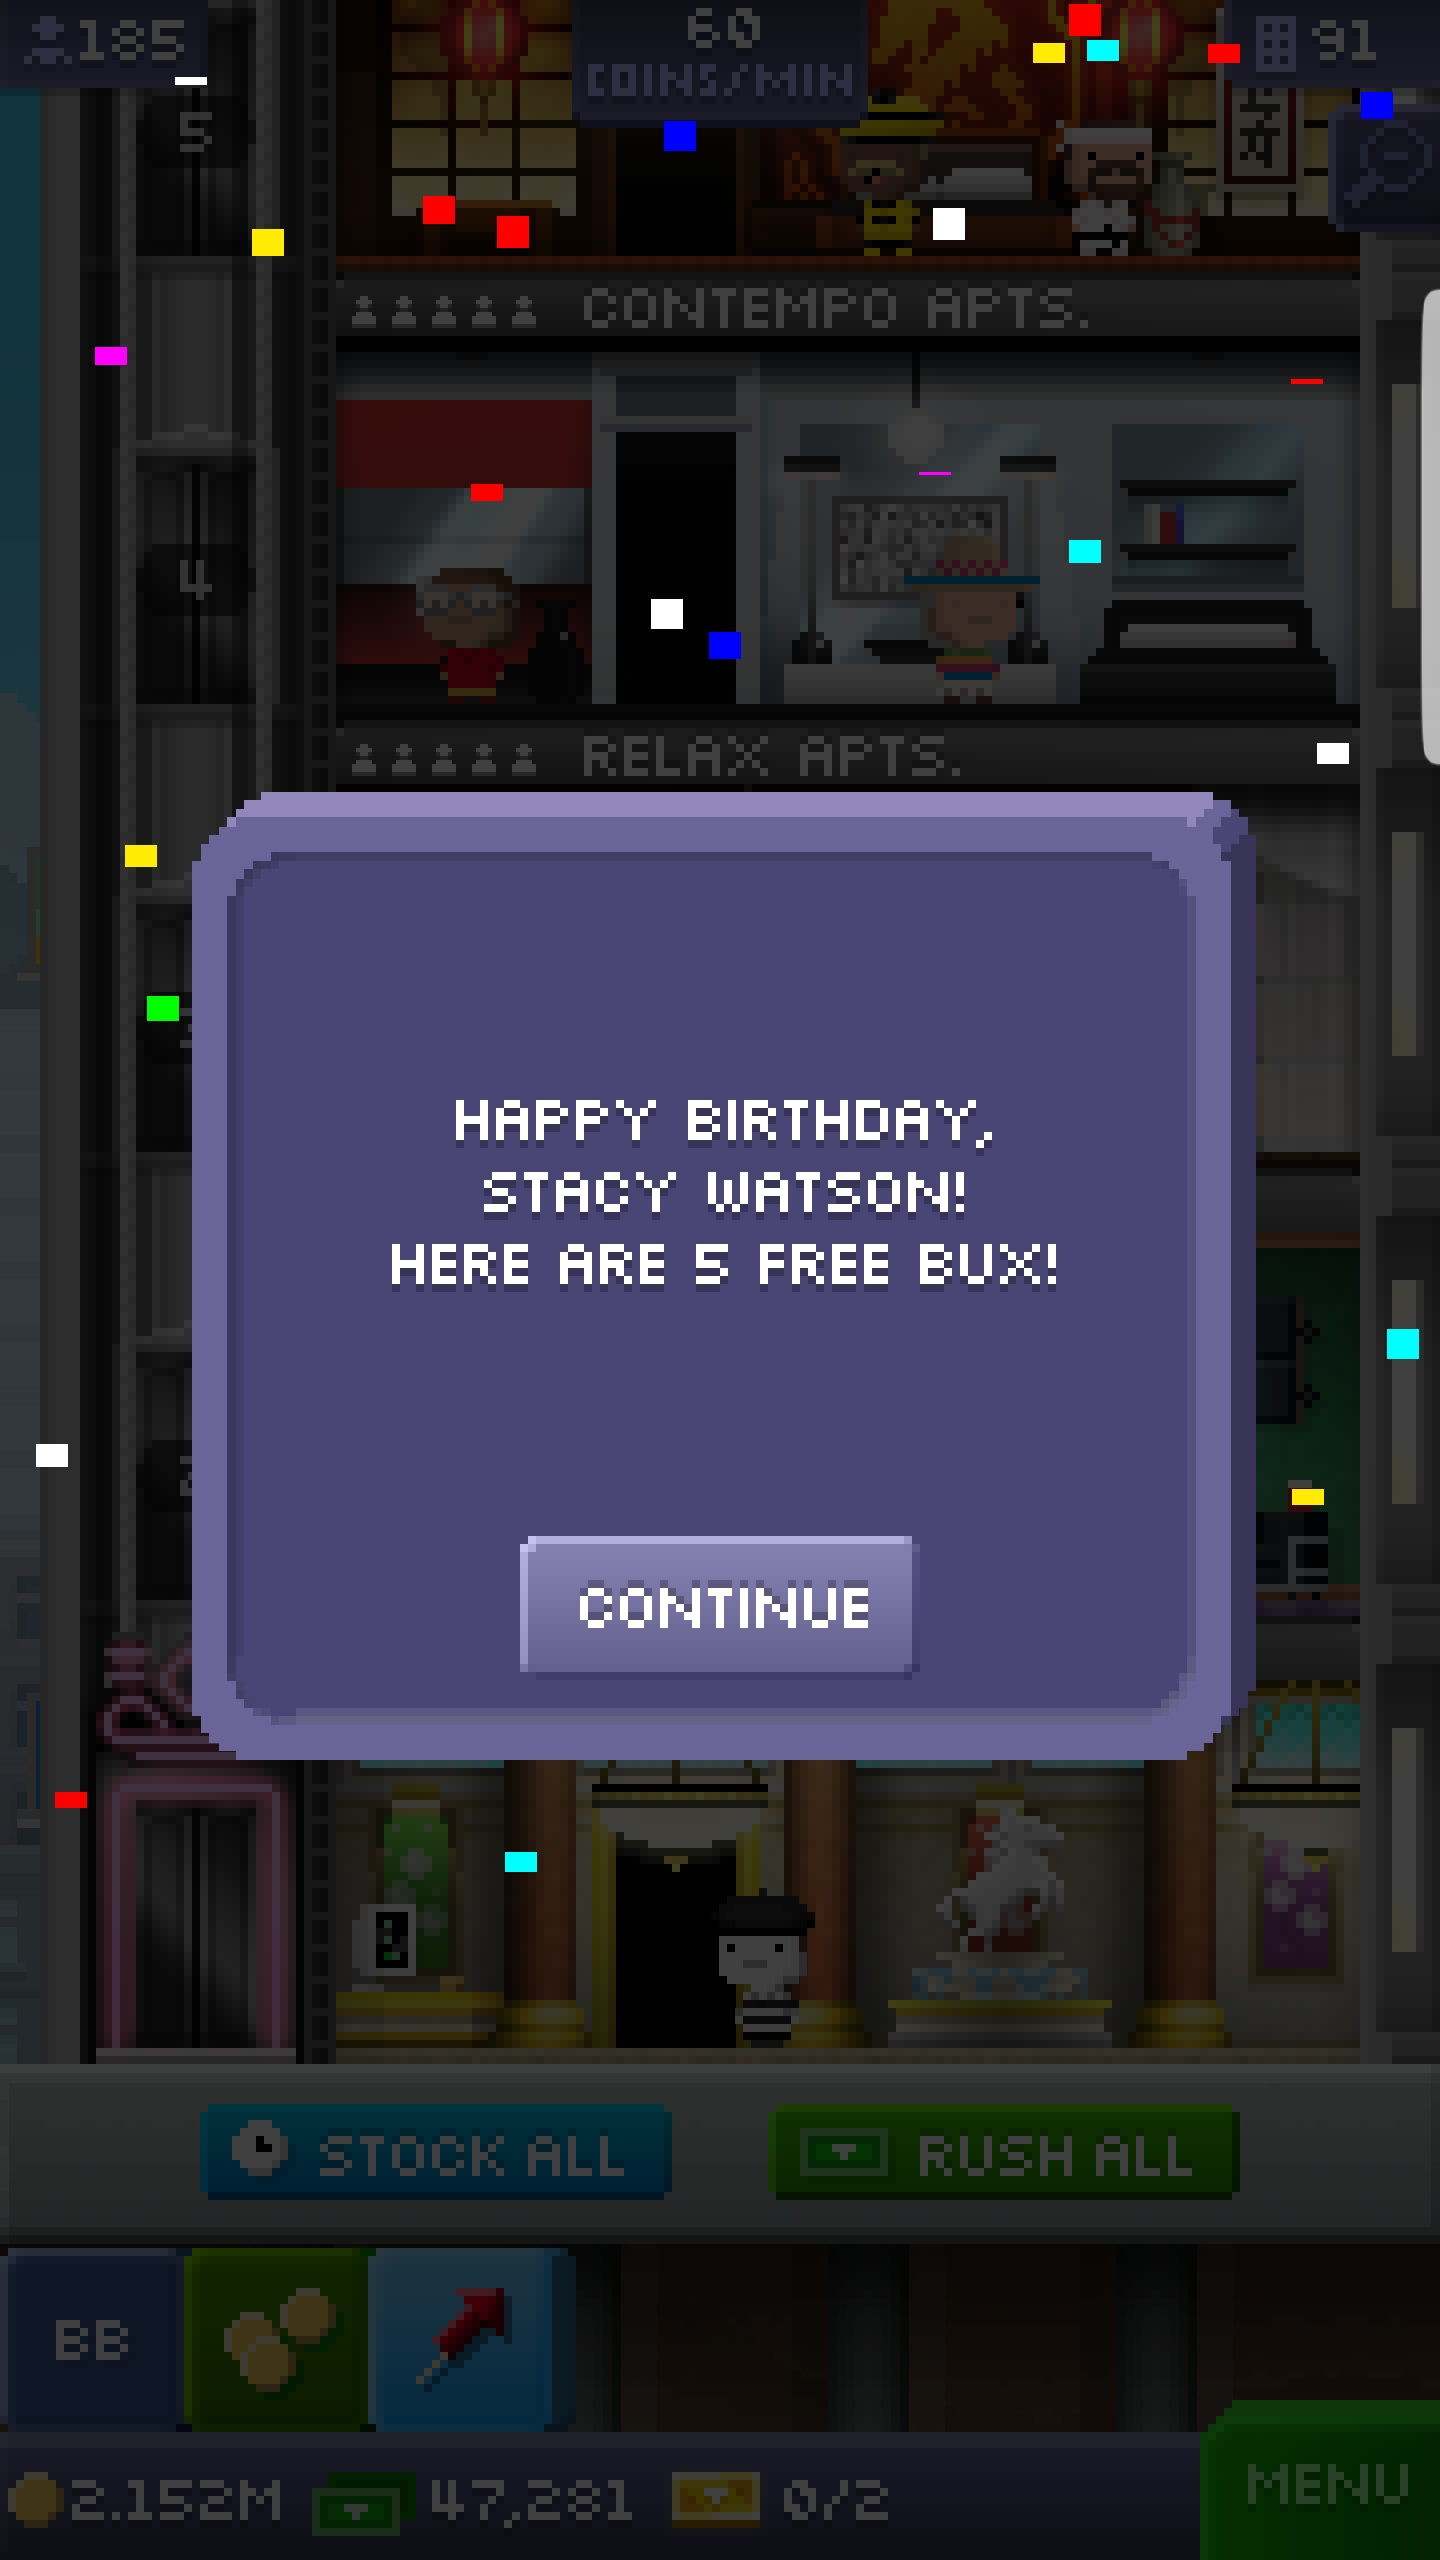 185
60
COINS/MIN
91
5
CONTEMPO APTS.
4
RELAX APTS.
HAPPY BIRTHDAY,
STACY WATSON!
HERE ARE 5 FREE BUX!
CONTINUE
STOCK ALL
RUSH ALL
BB
2.152M
47,281
0/2
MENU